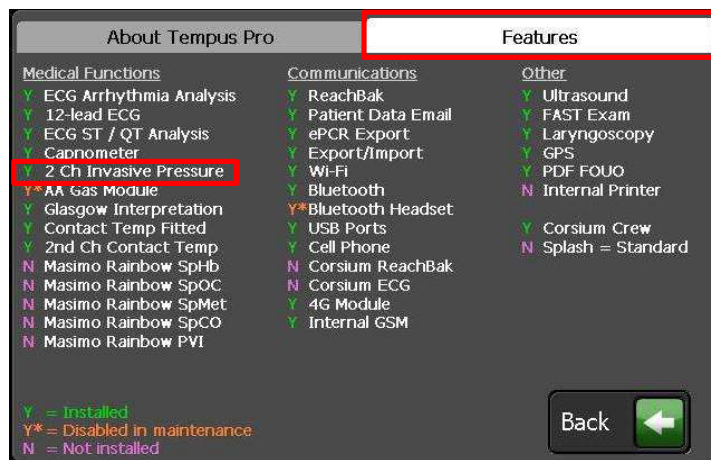 About Tempus Pro
Features
Medical Functions
Y ECG Arrhythmia Analysis
Y 12-lead ECG
Y ECG ST / QT Analysis
Y Capnometer
Y 2 Ch Invasive Pressure
Y* AA Gas Module
Y Glasgow Interpretation
Y Contact Temp Fitted
Y 2nd Ch Contact Temp
N Masimo Rainbow SpHb
N Masimo Rainbow SpOC
N Masimo Rainbow SpMet
N Masimo Rainbow SpCO
N Masimo Rainbow PVI
Communications
Y ReachBak
Y Patient Data Email
Y ePCR Export
Y Export/Import
Y Wi-Fi
Y Bluetooth
Y* Bluetooth Headset
Y USB Ports
Y Cell Phone
N Corsium ReachBak
N Corsium ECG
Y 4G Module
Y Internal GSM
Other
Y Ultrasound
Y FAST Exam
Y Laryngoscopy
Y GPS
Y PDF FOUO
N Internal Printer
Y Corsium Crew
N Splash = Standard
Y = Installed
Y* = Disabled in maintenance
N = Not installed
Back